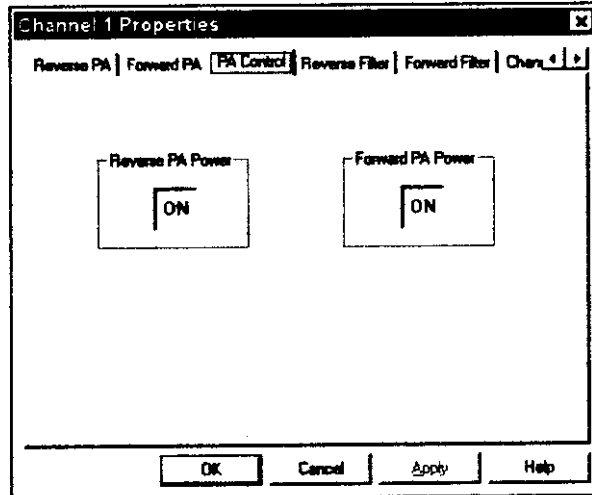 Channel 1 Properties
Reverse PA Forward PA PA Control Reverse Filter Forward Filter Chan
Reverse PA Power Forward PA Power
ON ON
OK Cancel Apply Help